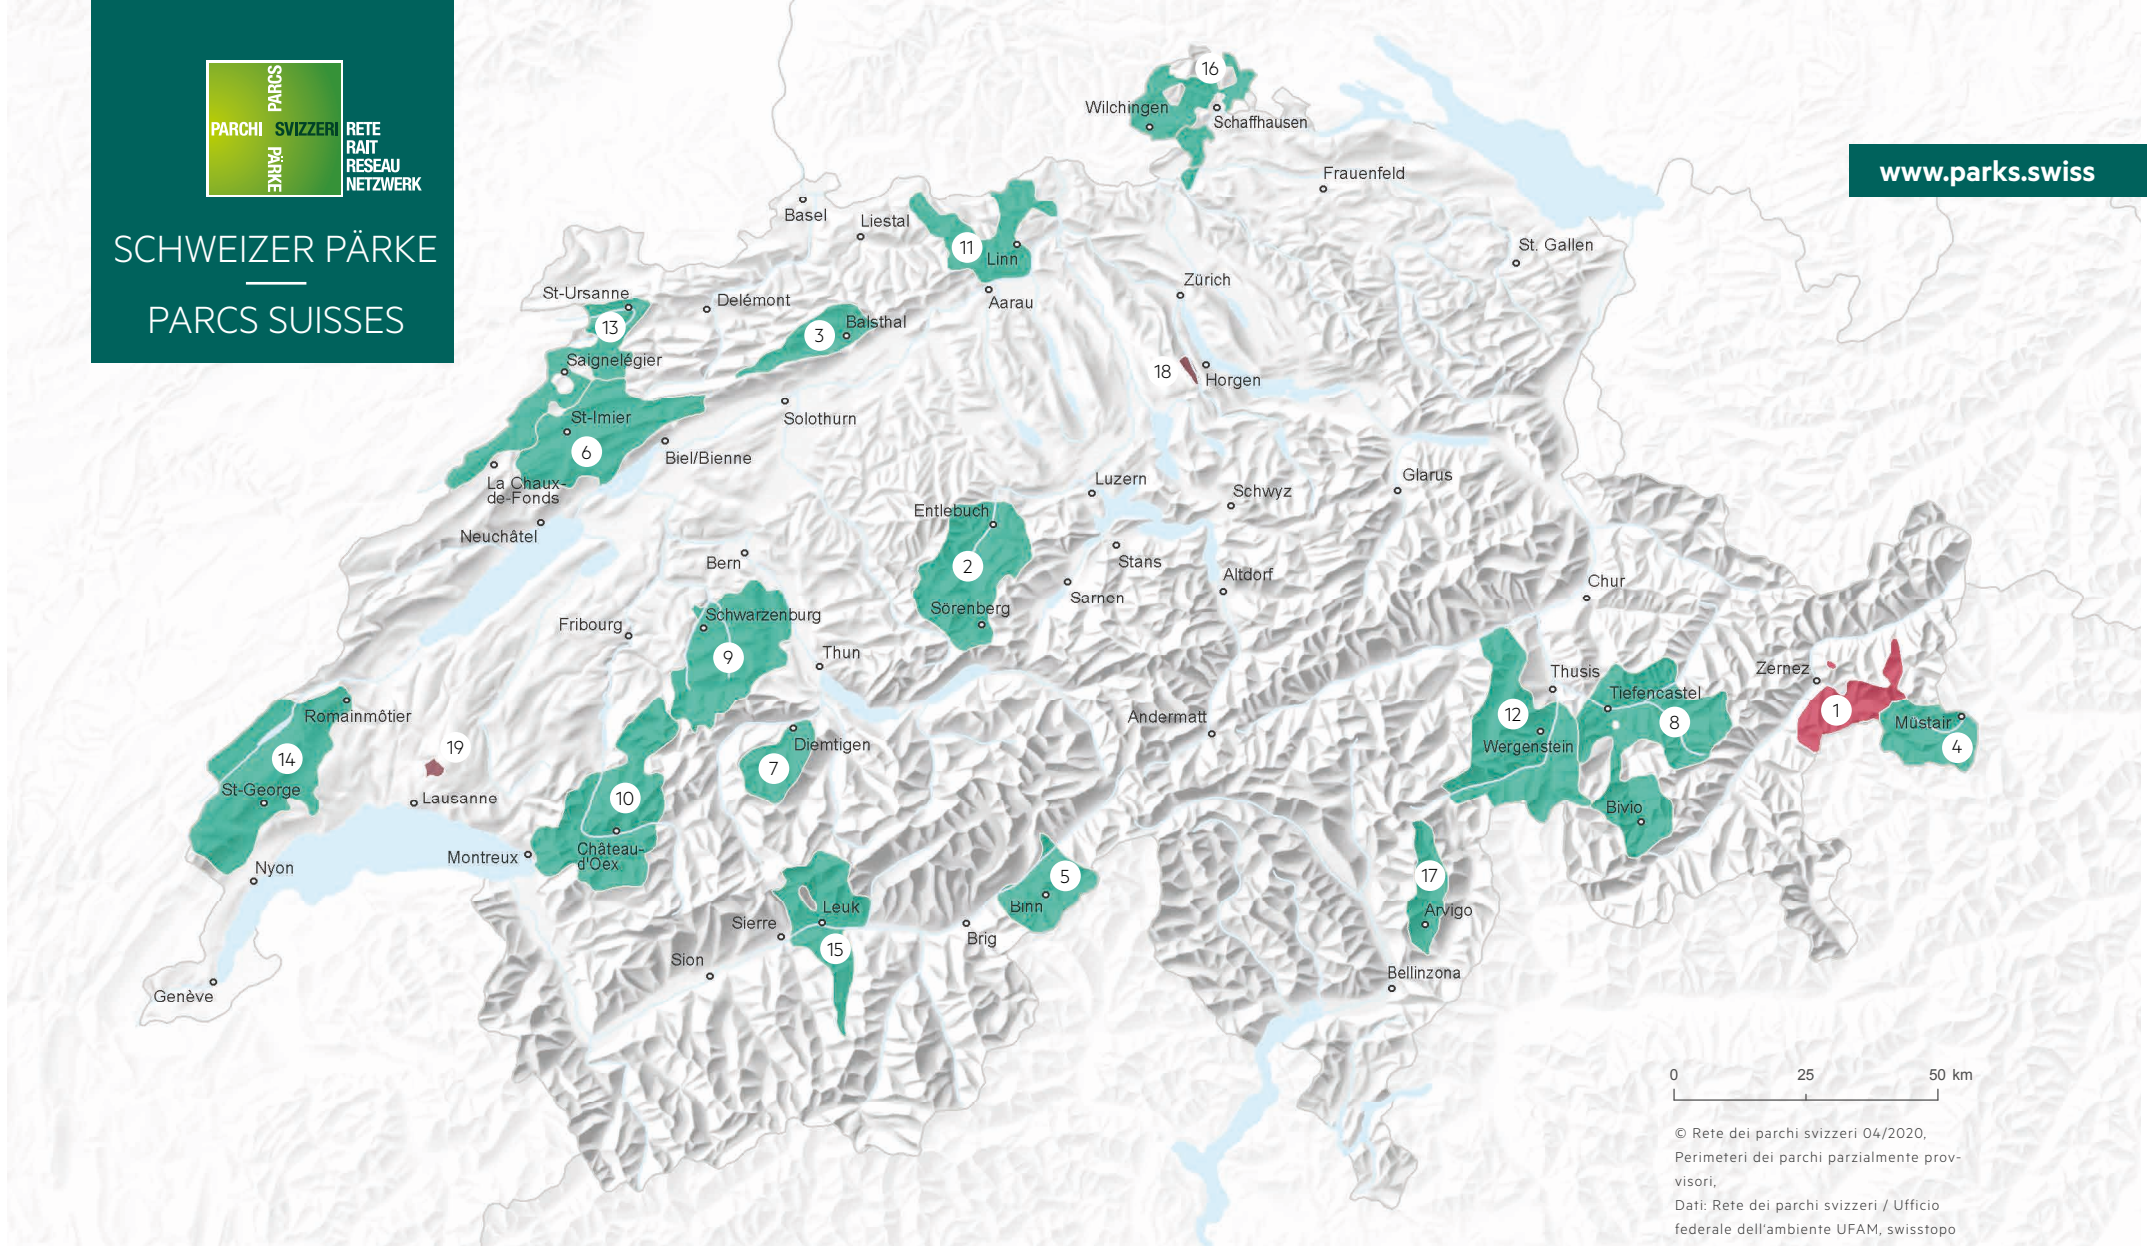 PARCHI SVIZZERI
PARCS
PÄRKE
RETE
RAIT
RESEAU
NETZWERK
SCHWEIZER PÄRKE
PARCS SUISSES
www.parks.swiss
16
Wilchingen
Schaffhausen
Frauenfeld
Basel
Liestal
11
Linn
St. Gallen
Zürich
St-Ursanne
Delémont
Aarau
13
3
Balsthal
Saignelégier
18
Horgen
St-Imier
Solothurn
6
Biel/Bienne
La Chaux-
de-Fonds
Luzern
Schwyz
Glarus
Entlebuch
Neuchâtel
Bern
2
Stans
Altdorf
Chur
Sarnen
Sörenberg
Schwarzenburg
Fribourg
9
Thun
Thusis
Zernez
Tiefencastel
Romainmôtier
Andermatt
12
8
1
Müstair
4
Wergenstein
Diemtigen
7
19
14
St-George
Lausanne
10
Bivio
Château-
d'Oex
Montreux
Nyon
5
Binn
17
Arvigo
Leuk
Sierre
15
Brig
Sion
Bellinzona
Genève
0 25 50 km
© Rete dei parchi svizzeri 04/2020,
Perimeteri dei parchi parzialmente prov-
visori,
Dati: Rete dei parchi svizzeri / Ufficio
federale dell'ambiente UFAM, swisstopo